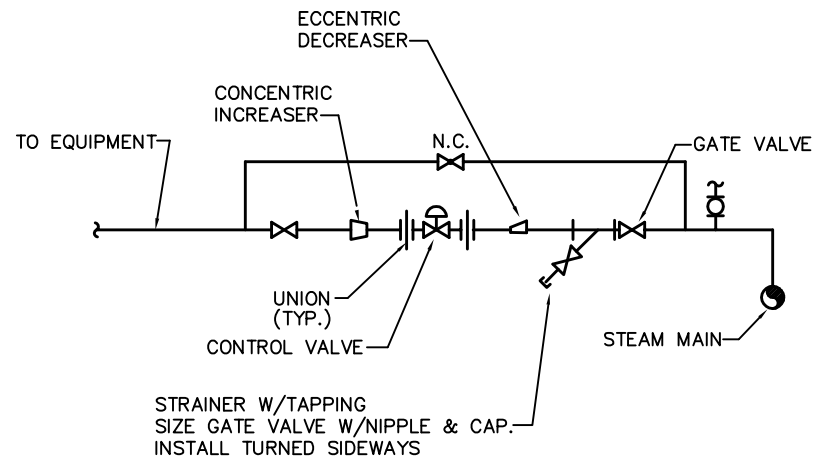 ECCENTRIC
DECREASER
CONCENTRIC
INCREASER
TO EQUIPMENT
N.C.
GATE VALVE
UNION
(TYP.)
CONTROL VALVE
STEAM MAIN
STRAINER W/TAPPING
SIZE GATE VALVE W/NIPPLE & CAP.
INSTALL TURNED SIDEWAYS